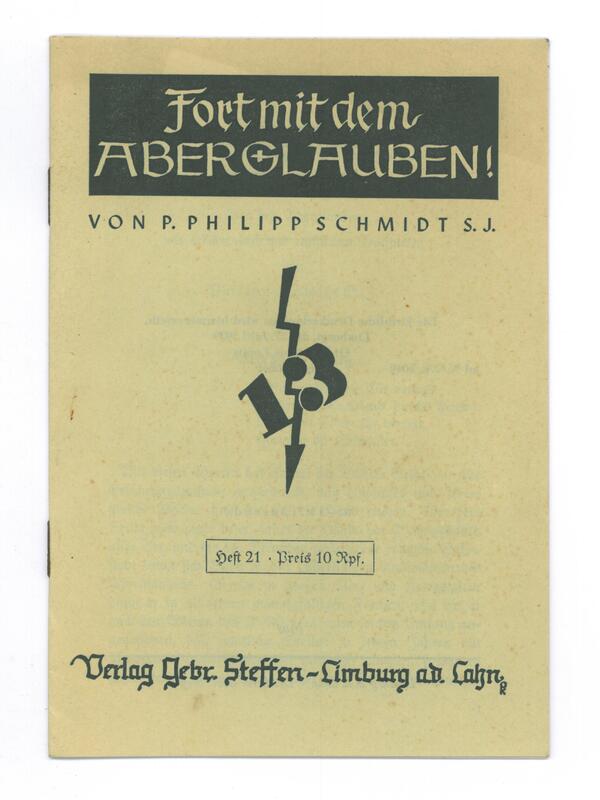 Fort mit dem
ABERGLAUBEN!
VON P. PHILIPP SCHMIDT S. J.
13
Heft 21 · Preis 10 Rpf.
Verlag Gebr. Steffen-Limburg a.d. Lahn